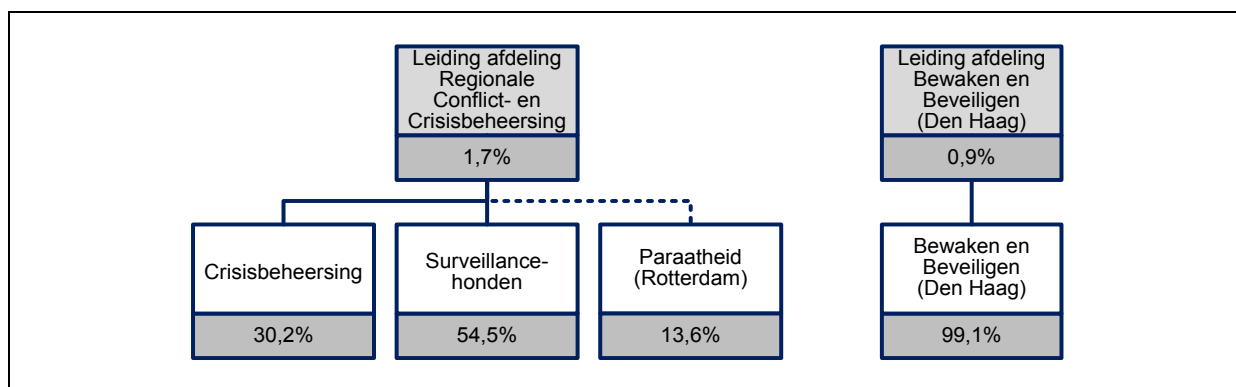 Leiding afdeling
Regionale
Conflict- en
Crisisbeheersing
1,7%
Leiding afdeling
Bewaken en
Beveiligen
(Den Haag)
0,9%
Crisisbeheersing
30,2%
Surveillance-
honden
54,5%
Paraatheid
(Rotterdam)
13,6%
Bewaken en
Beveiligen
(Den Haag)
99,1%